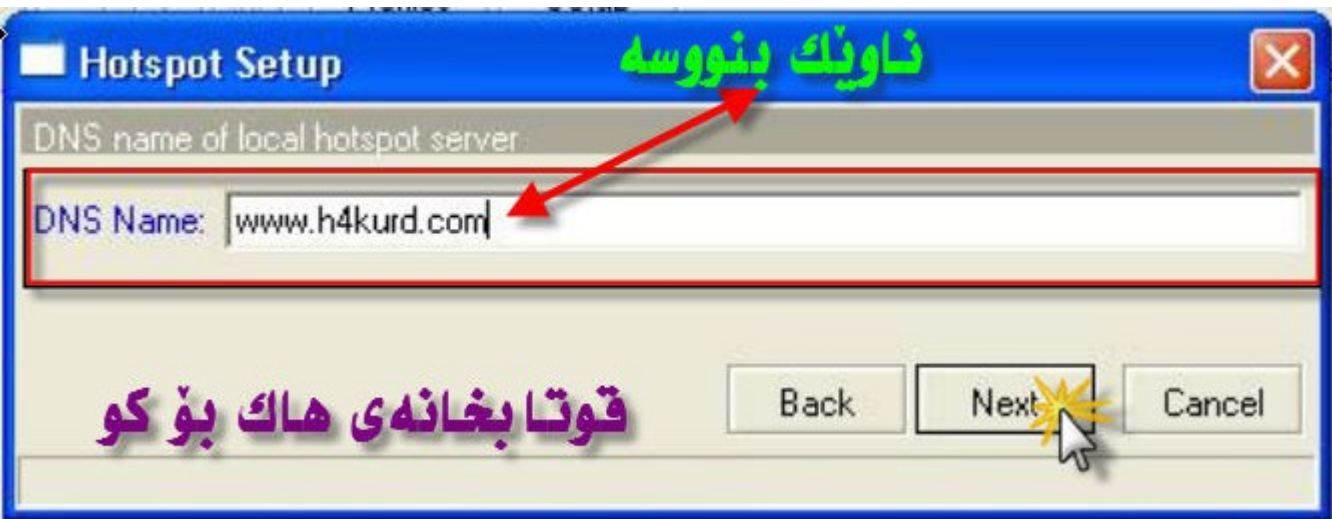 Hotspot Setup
ناوێك بنووسه
DNS name of local hotspot server
DNS Name: www.h4kurd.com
Back Next Cancel
قوتابخانەی هاك بۆ كو